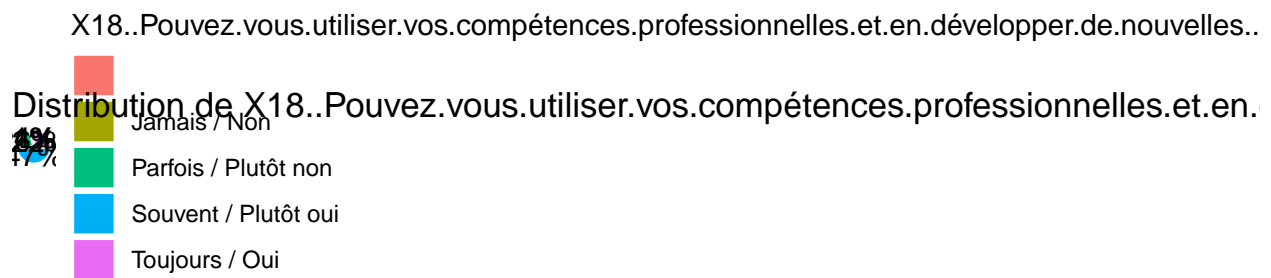 X18..Pouvez.vous.utiliser.vos.compétences.professionnelles.et.en.développer.de.nouvelles..
Distribution de X18..Pouvez.vous.utiliser.vos.compétences.professionnelles.et.en.
Jamais / Non
Parfois / Plutôt non
Souvent / Plutôt oui
Toujours / Oui